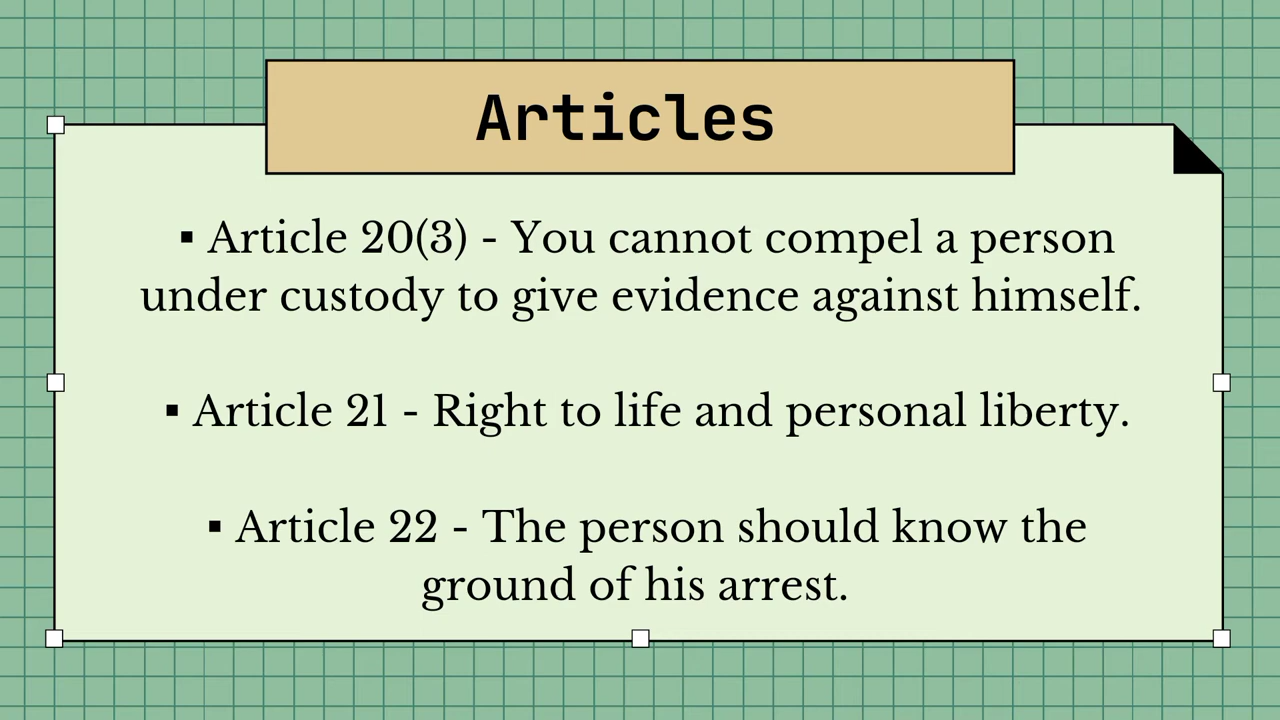 Articles
▪ Article 20(3) - You cannot compel a person
under custody to give evidence against himself.
▪ Article 21 - Right to life and personal liberty.
▪ Article 22 - The person should know the
ground of his arrest.